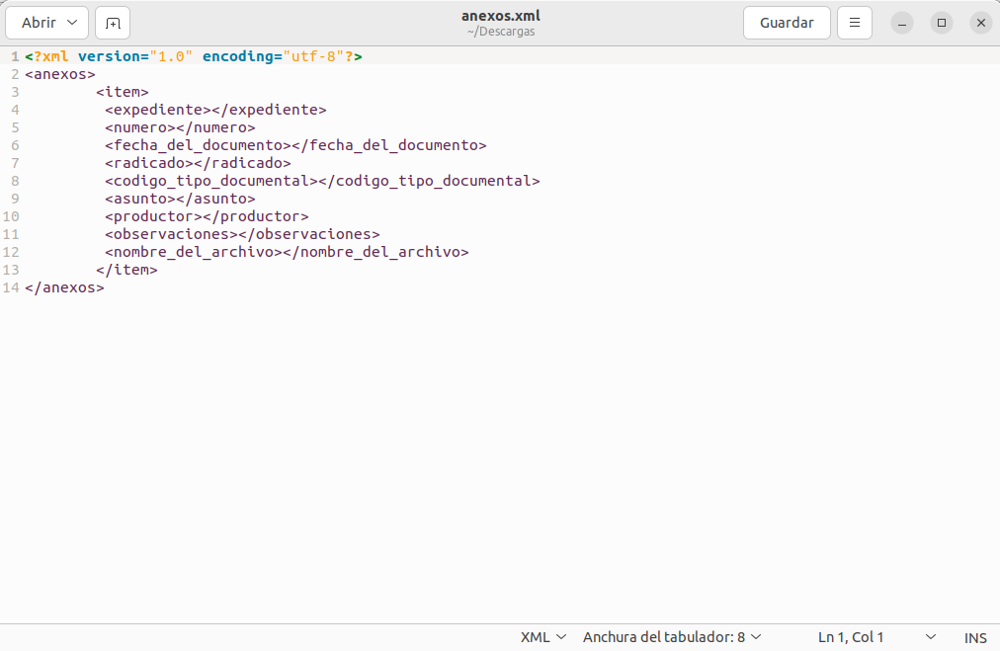 Abrir
anexos.xml
~/Descargas
Guardar
1 <?xml version="1.0" encoding="utf-8"?>
2 <anexos>
3 <item>
4 <expediente></expediente>
5 <numero></numero>
6 <fecha_del_documento></fecha_del_documento>
7 <radicado></radicado>
8 <codigo_tipo_documental></codigo_tipo_documental>
9 <asunto></asunto>
10 <productor></productor>
11 <observaciones></observaciones>
12 <nombre_del_archivo></nombre_del_archivo>
13 </item>
14 </anexos>
XML Anchura del tabulador: 8 Ln 1, Col 1 INS